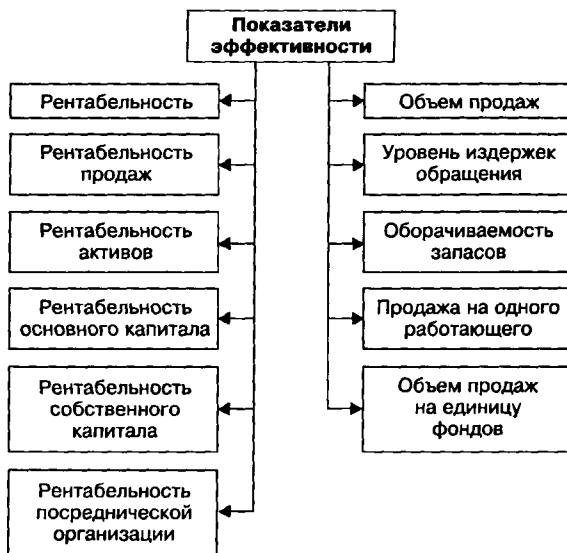 Показатели
эффективности
Рентабельность
Рентабельность
продаж
Рентабельность
активов
Рентабельность
основного капитала
Рентабельность
собственного
капитала
Рентабельность
посреднической
организации
Объем продаж
Уровень издержек
обращения
Оборачиваемость
запасов
Продажа на одного
работающего
Объем продаж
на единицу
фондов